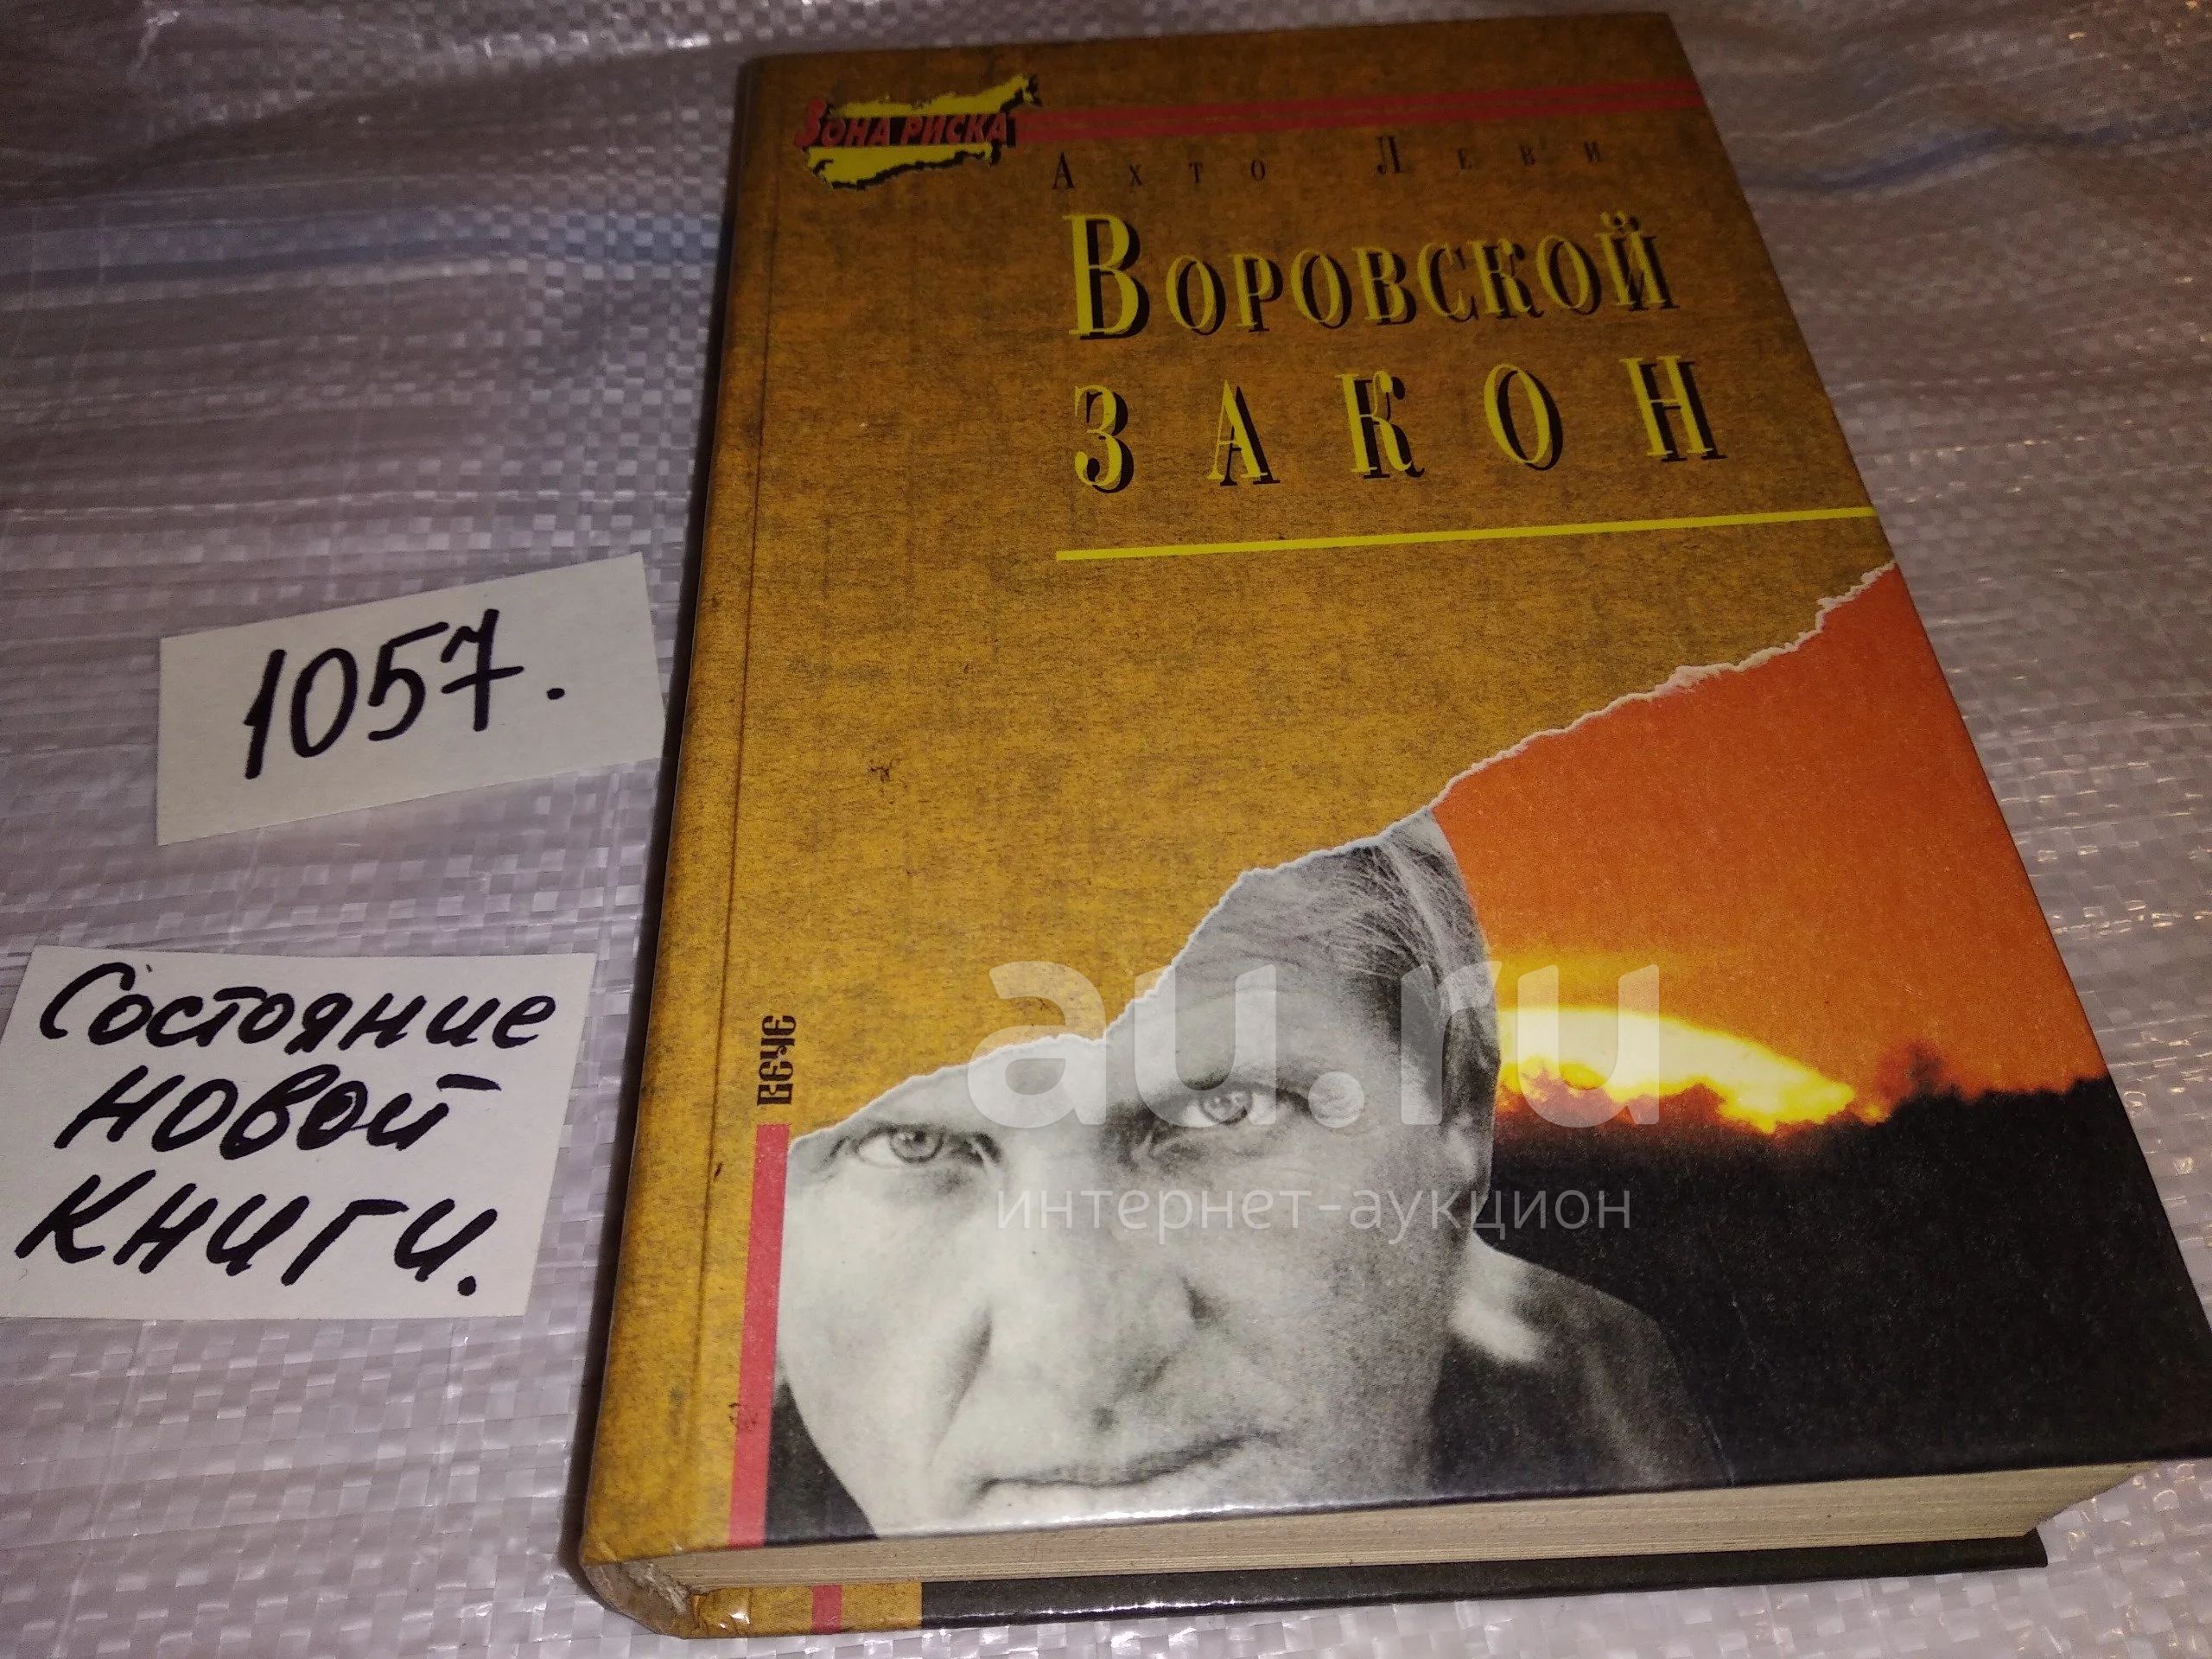 Зона риска
Ахто Леви
Воровской
закон
1057.
Состояние
новой
книги.
вече
au.ru
интернет-аукцион